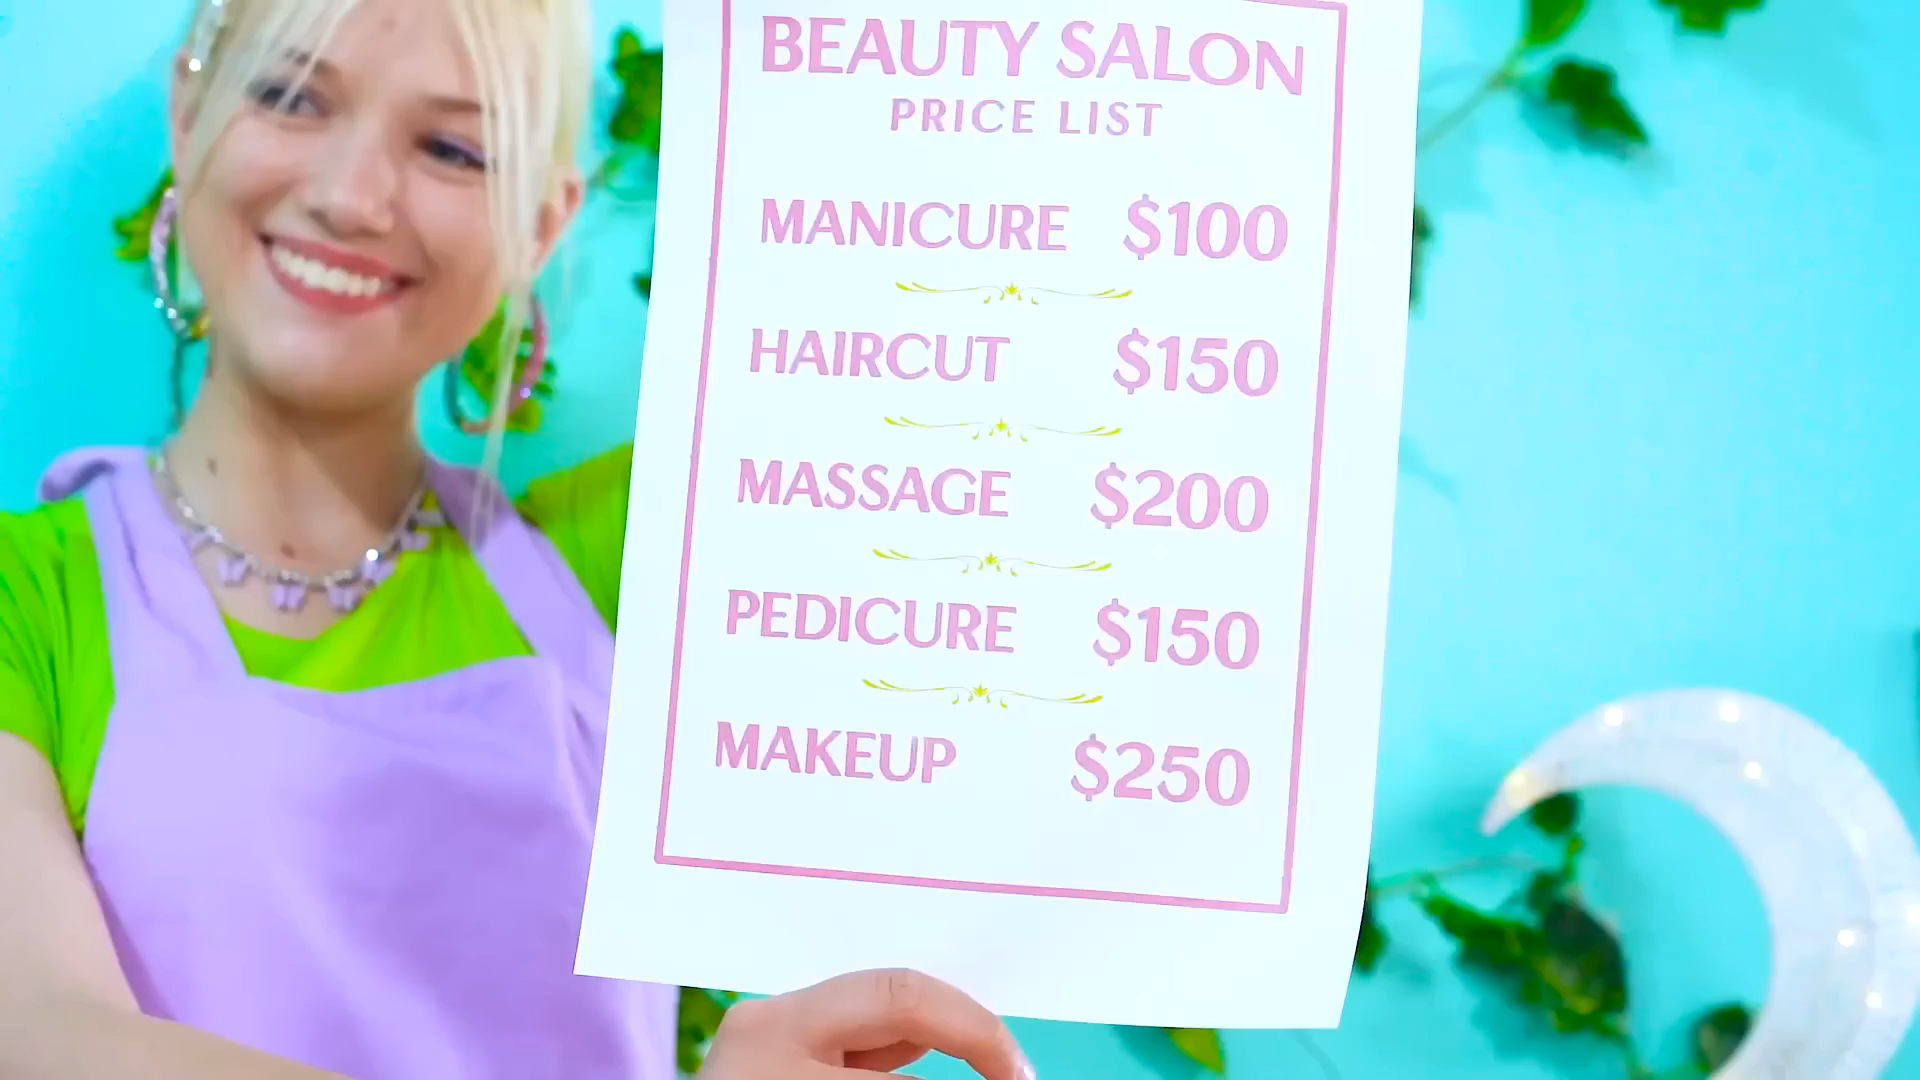 BEAUTY SALON
PRICE LIST
MANICURE $100
HAIRCUT $150
MASSAGE $200
PEDICURE $150
MAKEUP $250